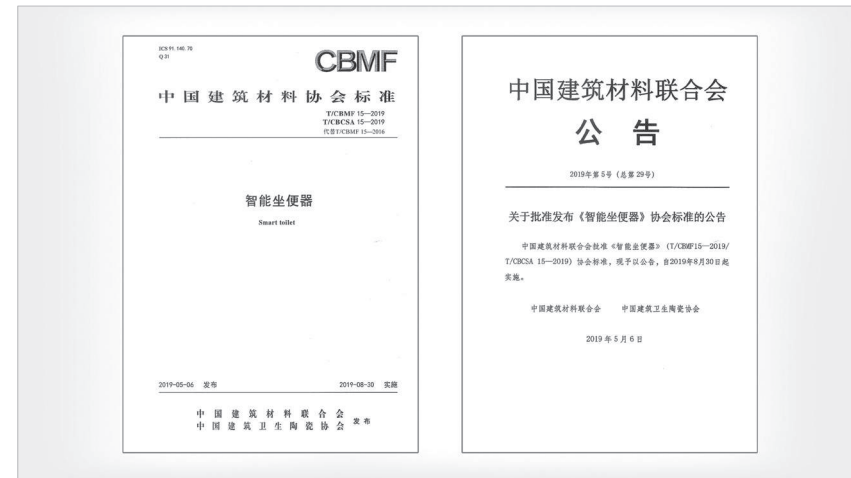 ICS 91.140.70
Q 31
CBMF
中国建筑材料协会标准
T/CBMF 15—2019
T/CBCSA 15—2019
代替T/CBMF 15—2016
智能坐便器
Smart toilet
2019-05-06 发布
2019-08-30 实施
中国建筑材料联合会
中国建筑卫生陶瓷协会
发布
中国建筑材料联合会
公告
2019年第5号（总第29号）
关于批准发布《智能坐便器》协会标准的公告
中国建筑材料联合会批准《智能坐便器》（T/CBMF15—2019/
T/CBCSA 15—2019）协会标准，现予以公告，自2019年8月30日起
实施。
中国建筑材料联合会 中国建筑卫生陶瓷协会
2019年5月6日